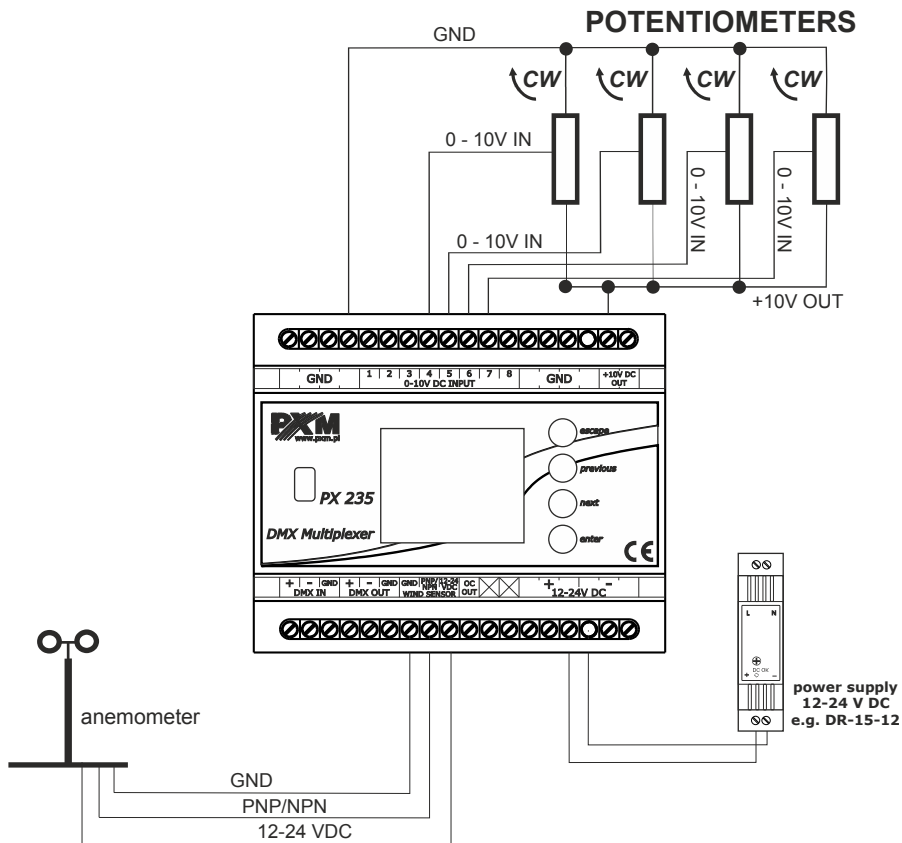 POTENTIOMETERS
GND
CW CW CW CW
0 - 10V IN
0 - 10V IN
0 - 10V IN
0 - 10V IN
+10V OUT
GND 1 2 3 4 5 6 7 8 GND +10V DC
0-10V DC INPUT OUT
PXM
www.pxm.pl
PX 235
DMX Multiplexer
escape
previous
next
enter
CE
+ - GND + - GND GND PNP/NPN 12-24 VDC OC OUT + -
DMX IN DMX OUT WIND SENSOR 12-24V DC
L N
DC OK
+ -
power supply
12-24 V DC
e.g. DR-15-12
anemometer
GND
PNP/NPN
12-24 VDC